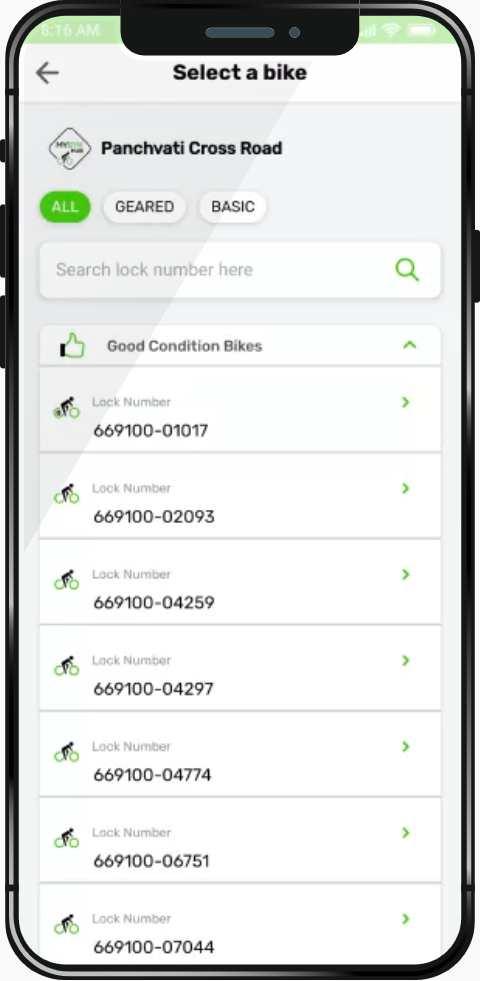 8:16 AM
Select a bike
Panchvati Cross Road
ALL
GEARED
BASIC
Search lock number here
Good Condition Bikes
Lock Number
669100-01017
Lock Number
669100-02093
Lock Number
669100-04259
Lock Number
669100-04297
Lock Number
669100-04774
Lock Number
669100-06751
Lock Number
669100-07044